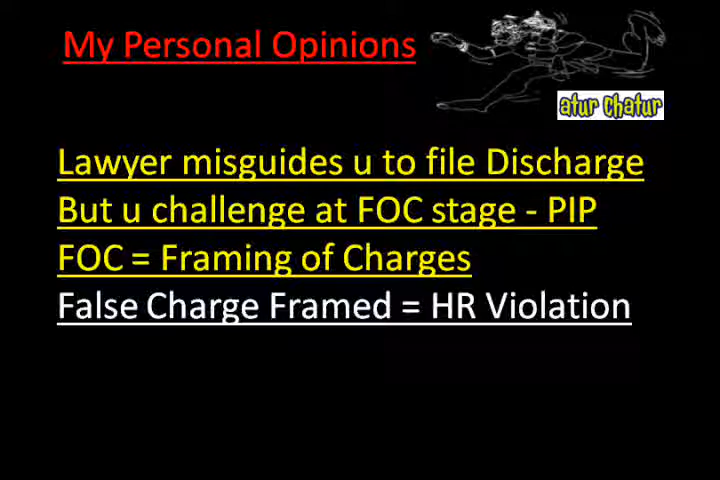 My Personal Opinions
atur chatur
Lawyer misguides u to file Discharge
But u challenge at FOC stage - PIP
FOC = Framing of Charges
False Charge Framed = HR Violation